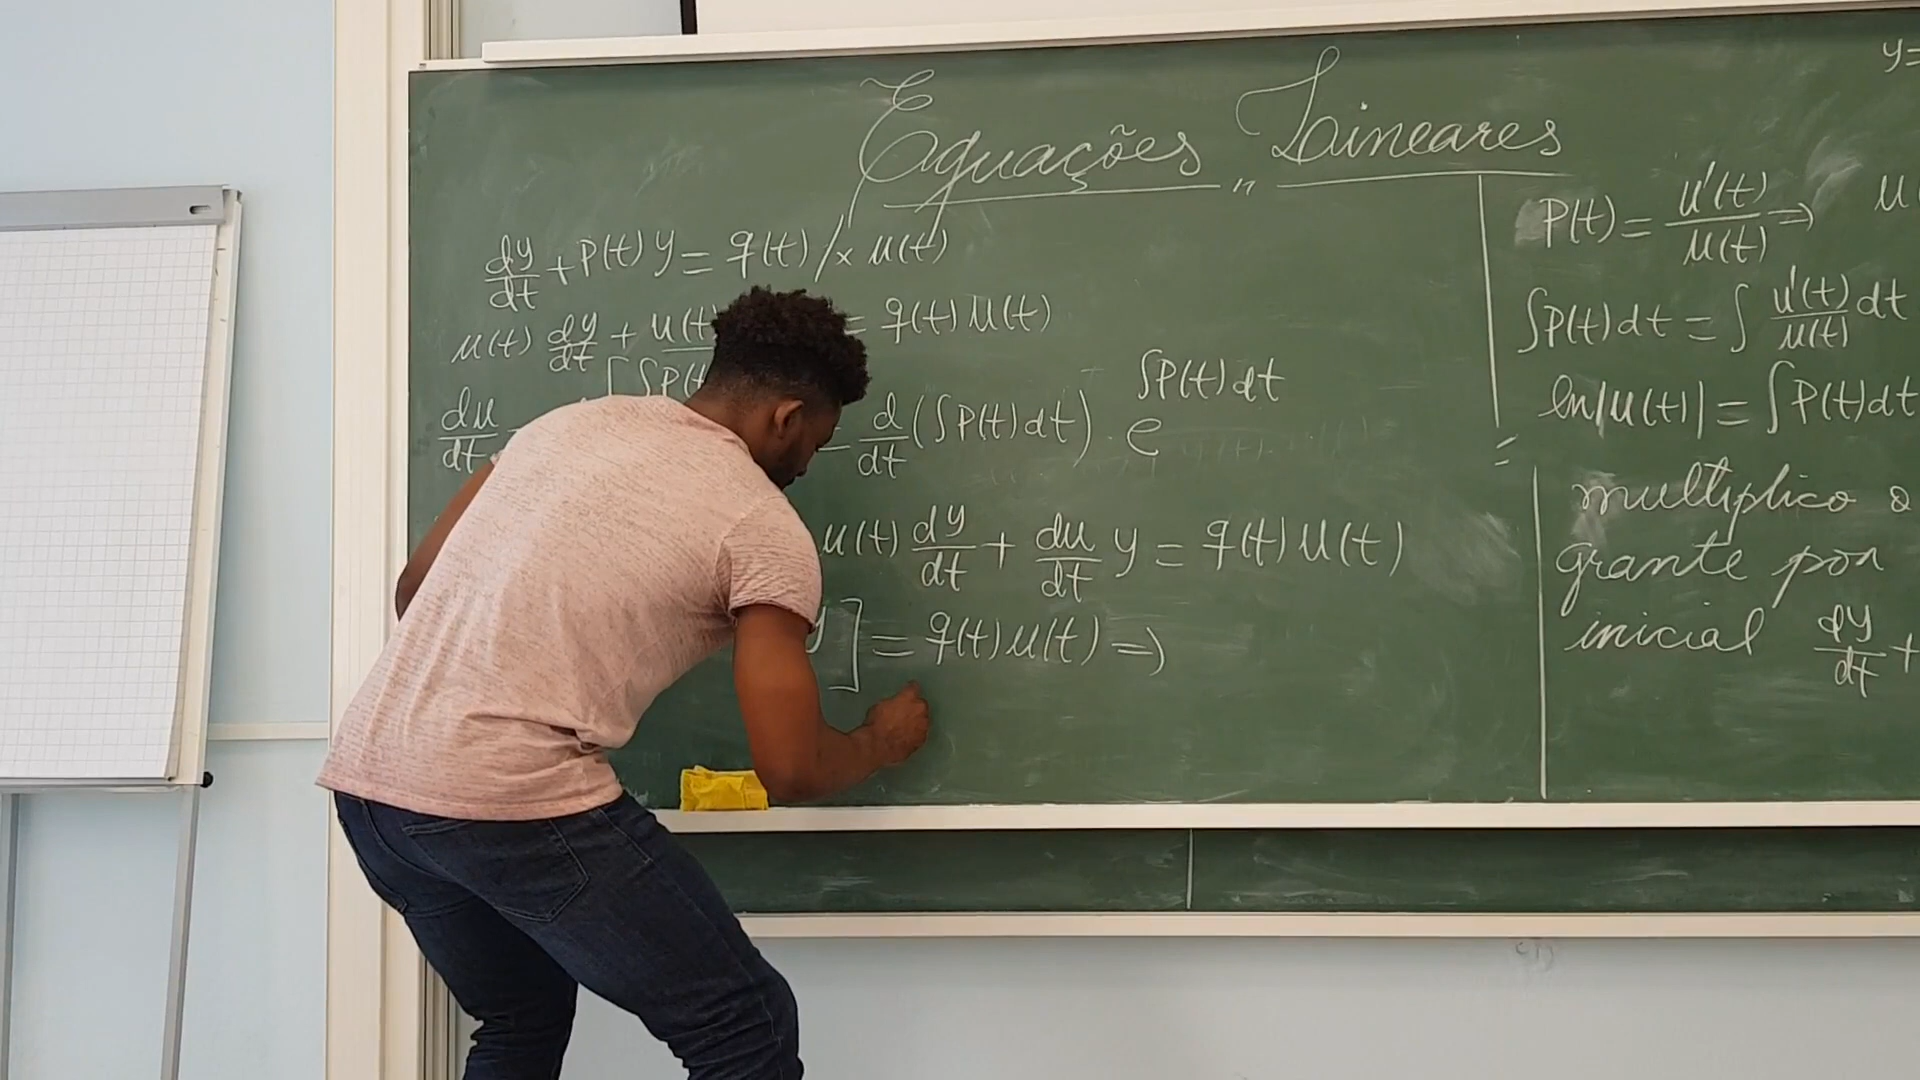 Equações Lineares
dy/dt + P(t) y = q(t) /× u(t)
u(t) dy/dt + u(t) = q(t) u(t)
du/dt [∫P(t
d/dt (∫P(t) dt) . e^∫P(t) dt
u(t) dy/dt + du/dt y = q(t) u(t)
y] = q(t) u(t) =>
y=
P(t) = u'(t)/u(t) => u(
∫P(t) dt = ∫ u'(t)/u(t) dt
ln|u(t)| = ∫P(t) dt
multiplico o
grante por
inicial dy/dt +